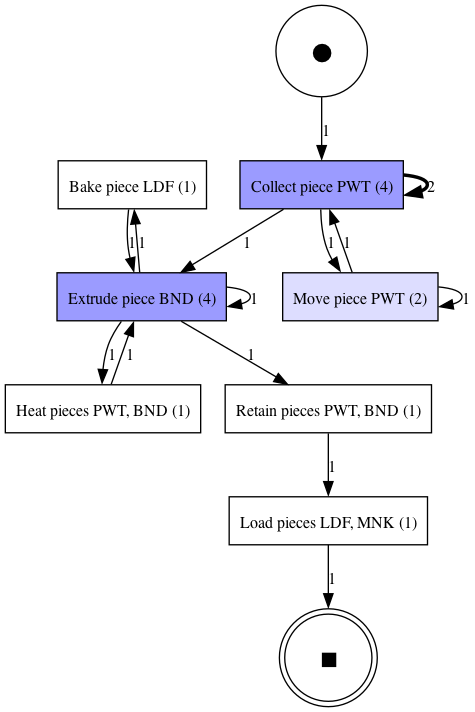 1
Bake piece LDF (1)
Collect piece PWT (4)
2
1
1
1
1
1
Extrude piece BND (4)
1
Move piece PWT (2)
1
1
1
1
Heat pieces PWT, BND (1)
Retain pieces PWT, BND (1)
1
Load pieces LDF, MNK (1)
1